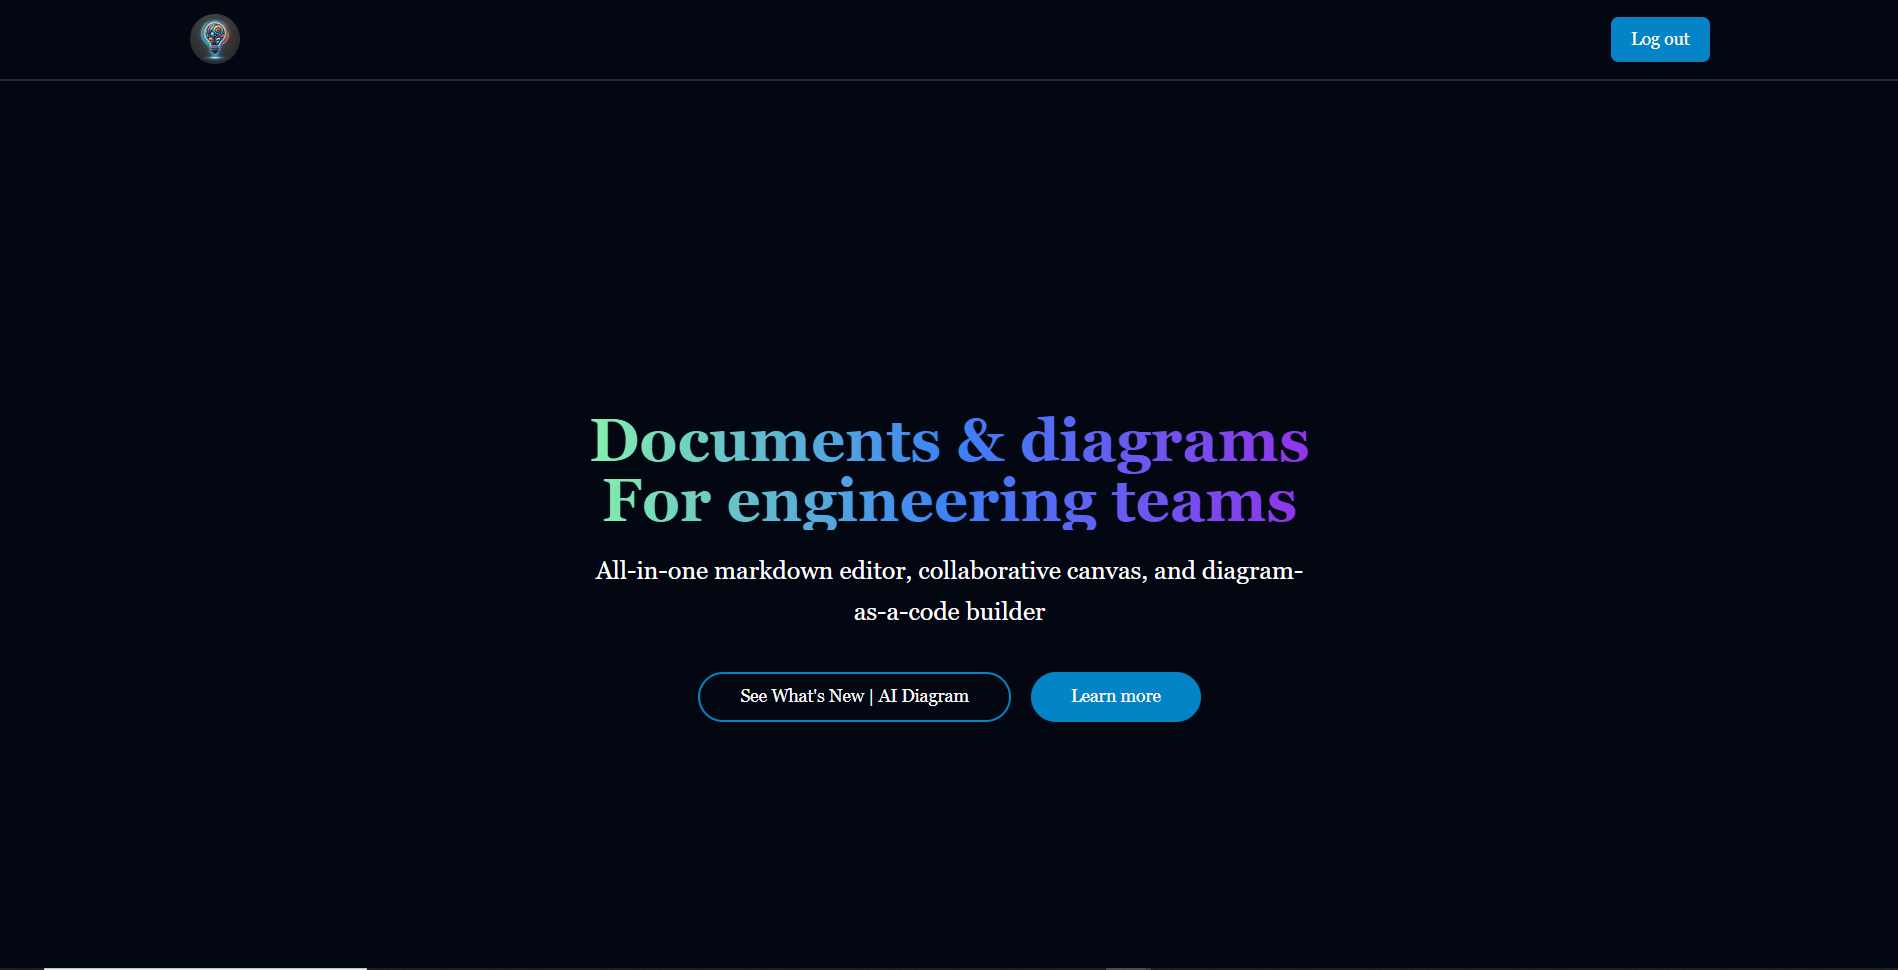 Log out
Documents & diagrams
For engineering teams
All-in-one markdown editor, collaborative canvas, and diagram-
as-a-code builder
See What's New | AI Diagram
Learn more